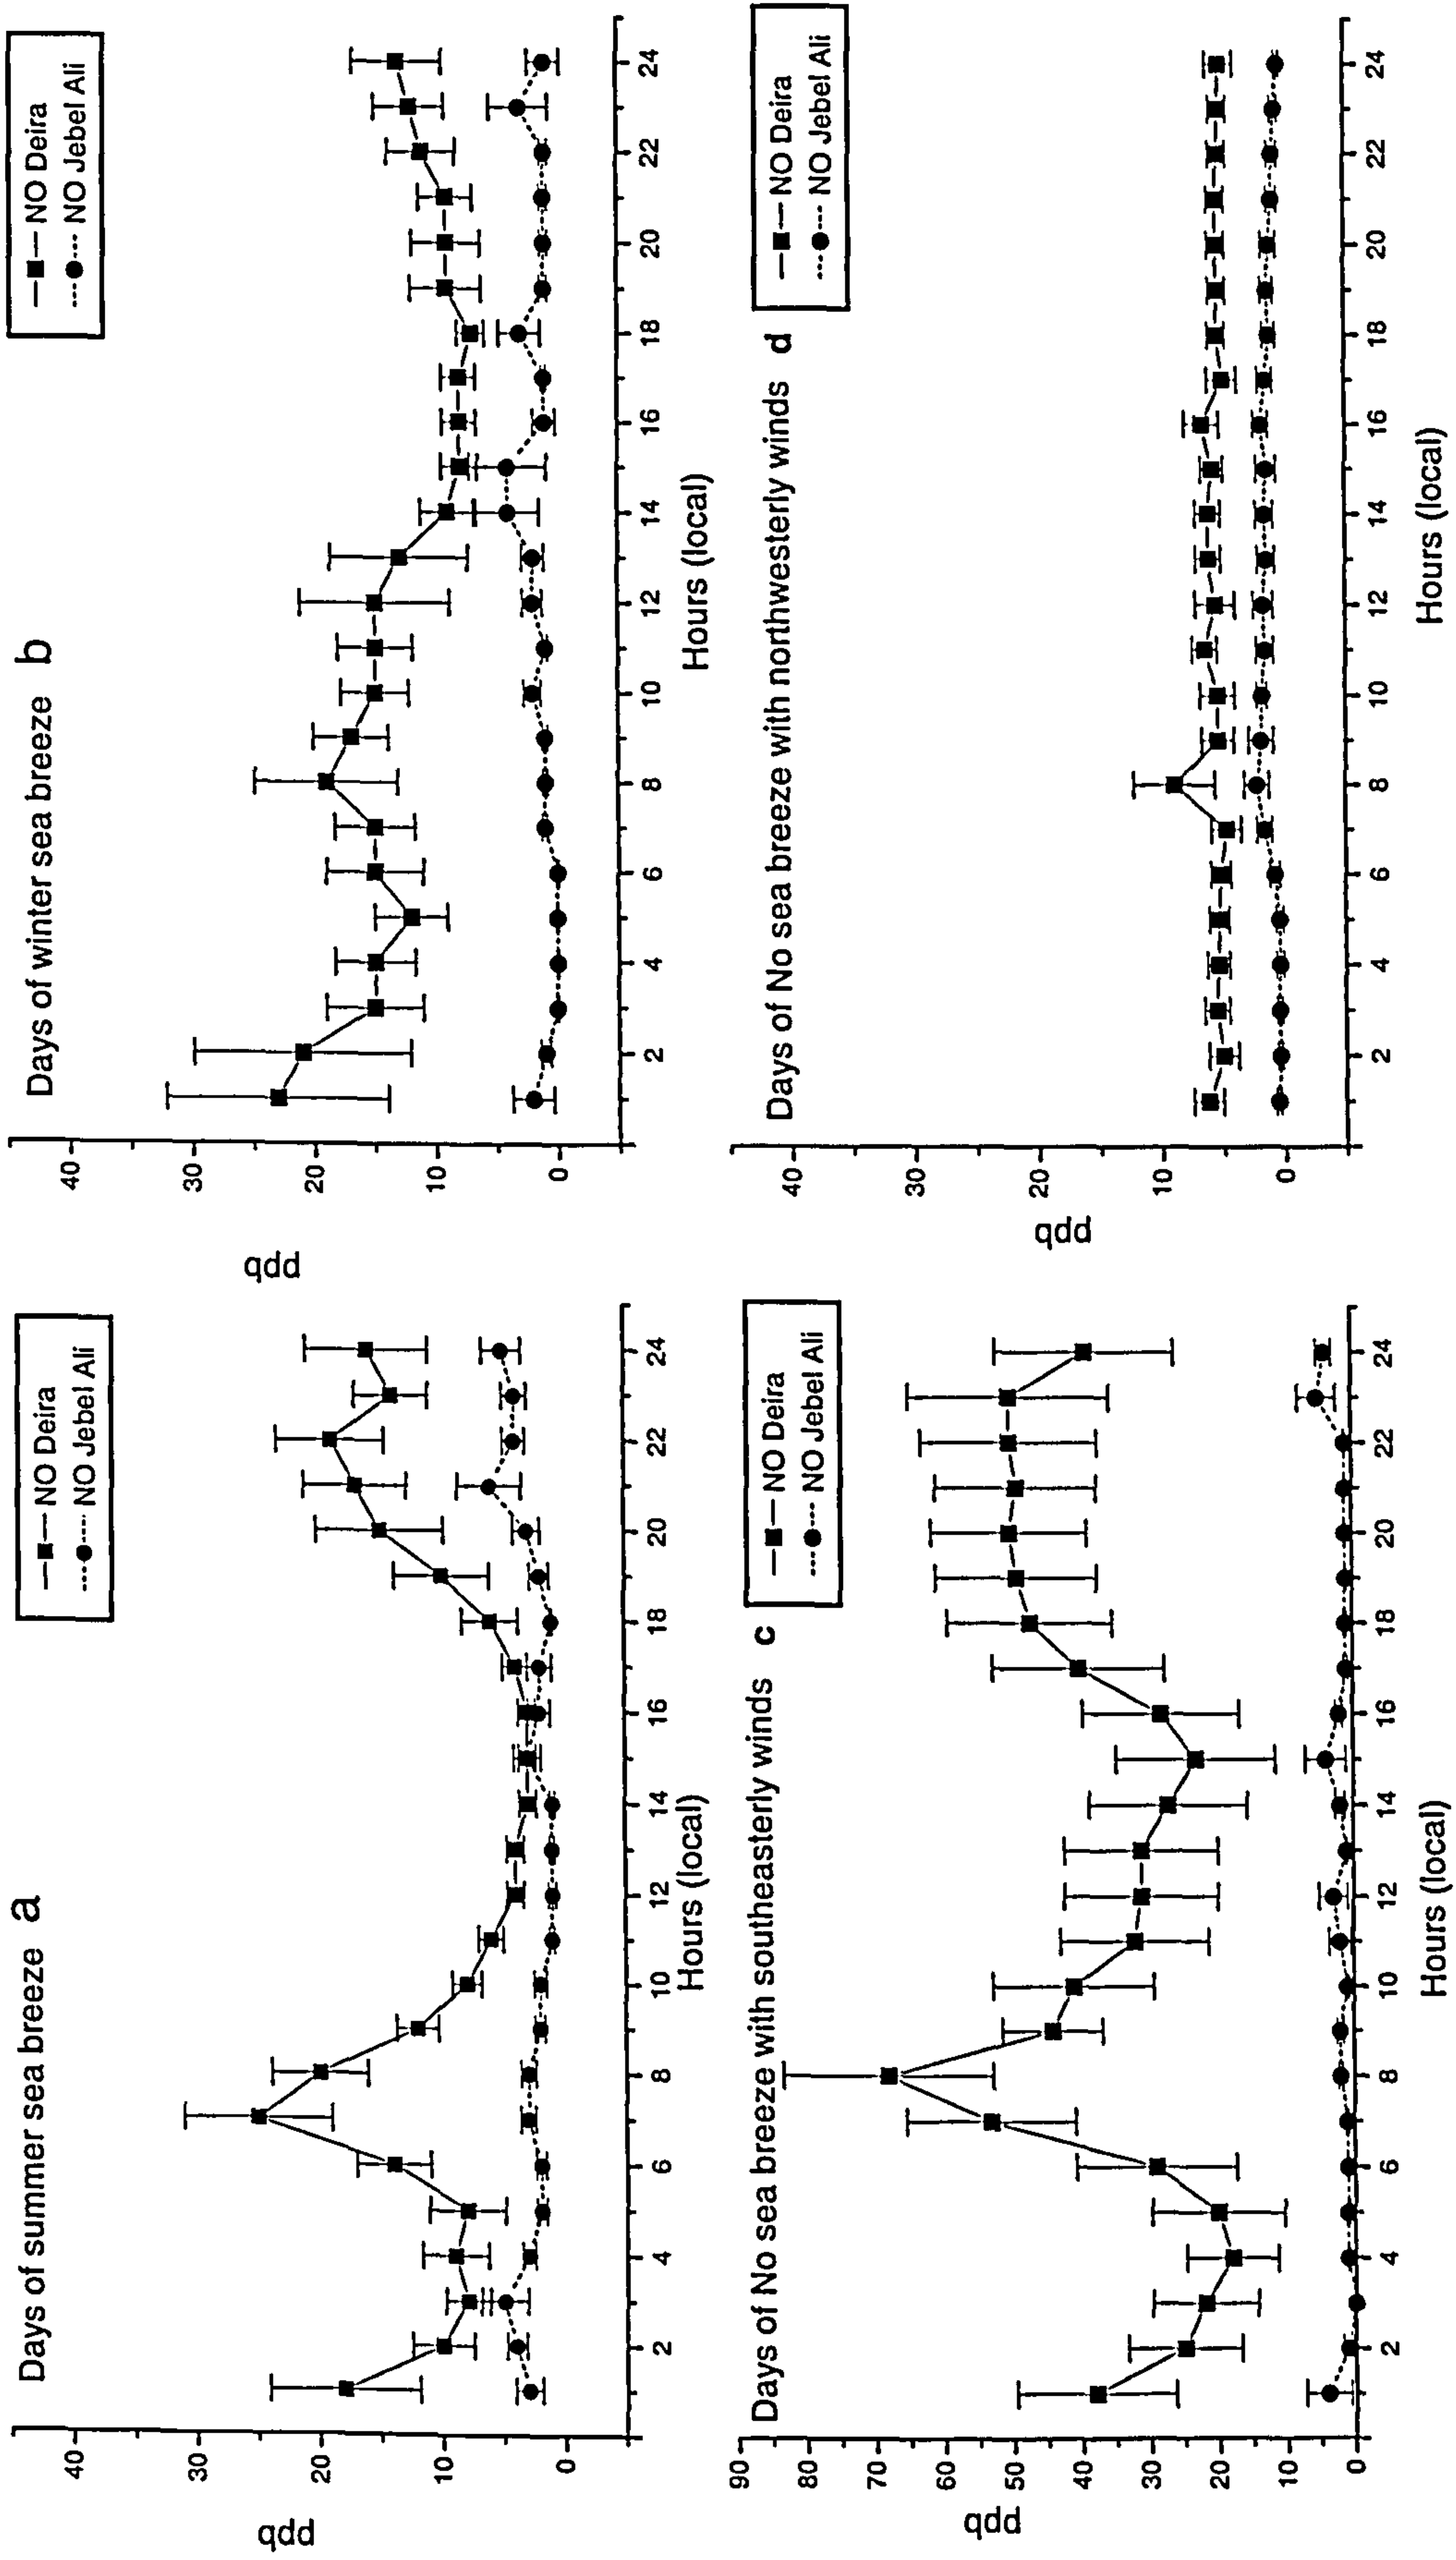 Days of summer sea breeze a
NO Deira
NO Jebel Ali
ppb
40
30
20
10
0
2 4 6 8 10 12 14 16 18 20 22 24
Hours (local)
Days of winter sea breeze b
NO Deira
NO Jebel Ali
ppb
40
30
20
10
0
2 4 6 8 10 12 14 16 18 20 22 24
Hours (local)
Days of No sea breeze with southeasterly winds c
NO Deira
NO Jebel Ali
ppb
90
80
70
60
50
40
30
20
10
0
2 4 6 8 10 12 14 16 18 20 22 24
Hours (local)
Days of No sea breeze with northwesterly winds d
NO Deira
NO Jebel Ali
ppb
40
30
20
10
0
2 4 6 8 10 12 14 16 18 20 22 24
Hours (local)